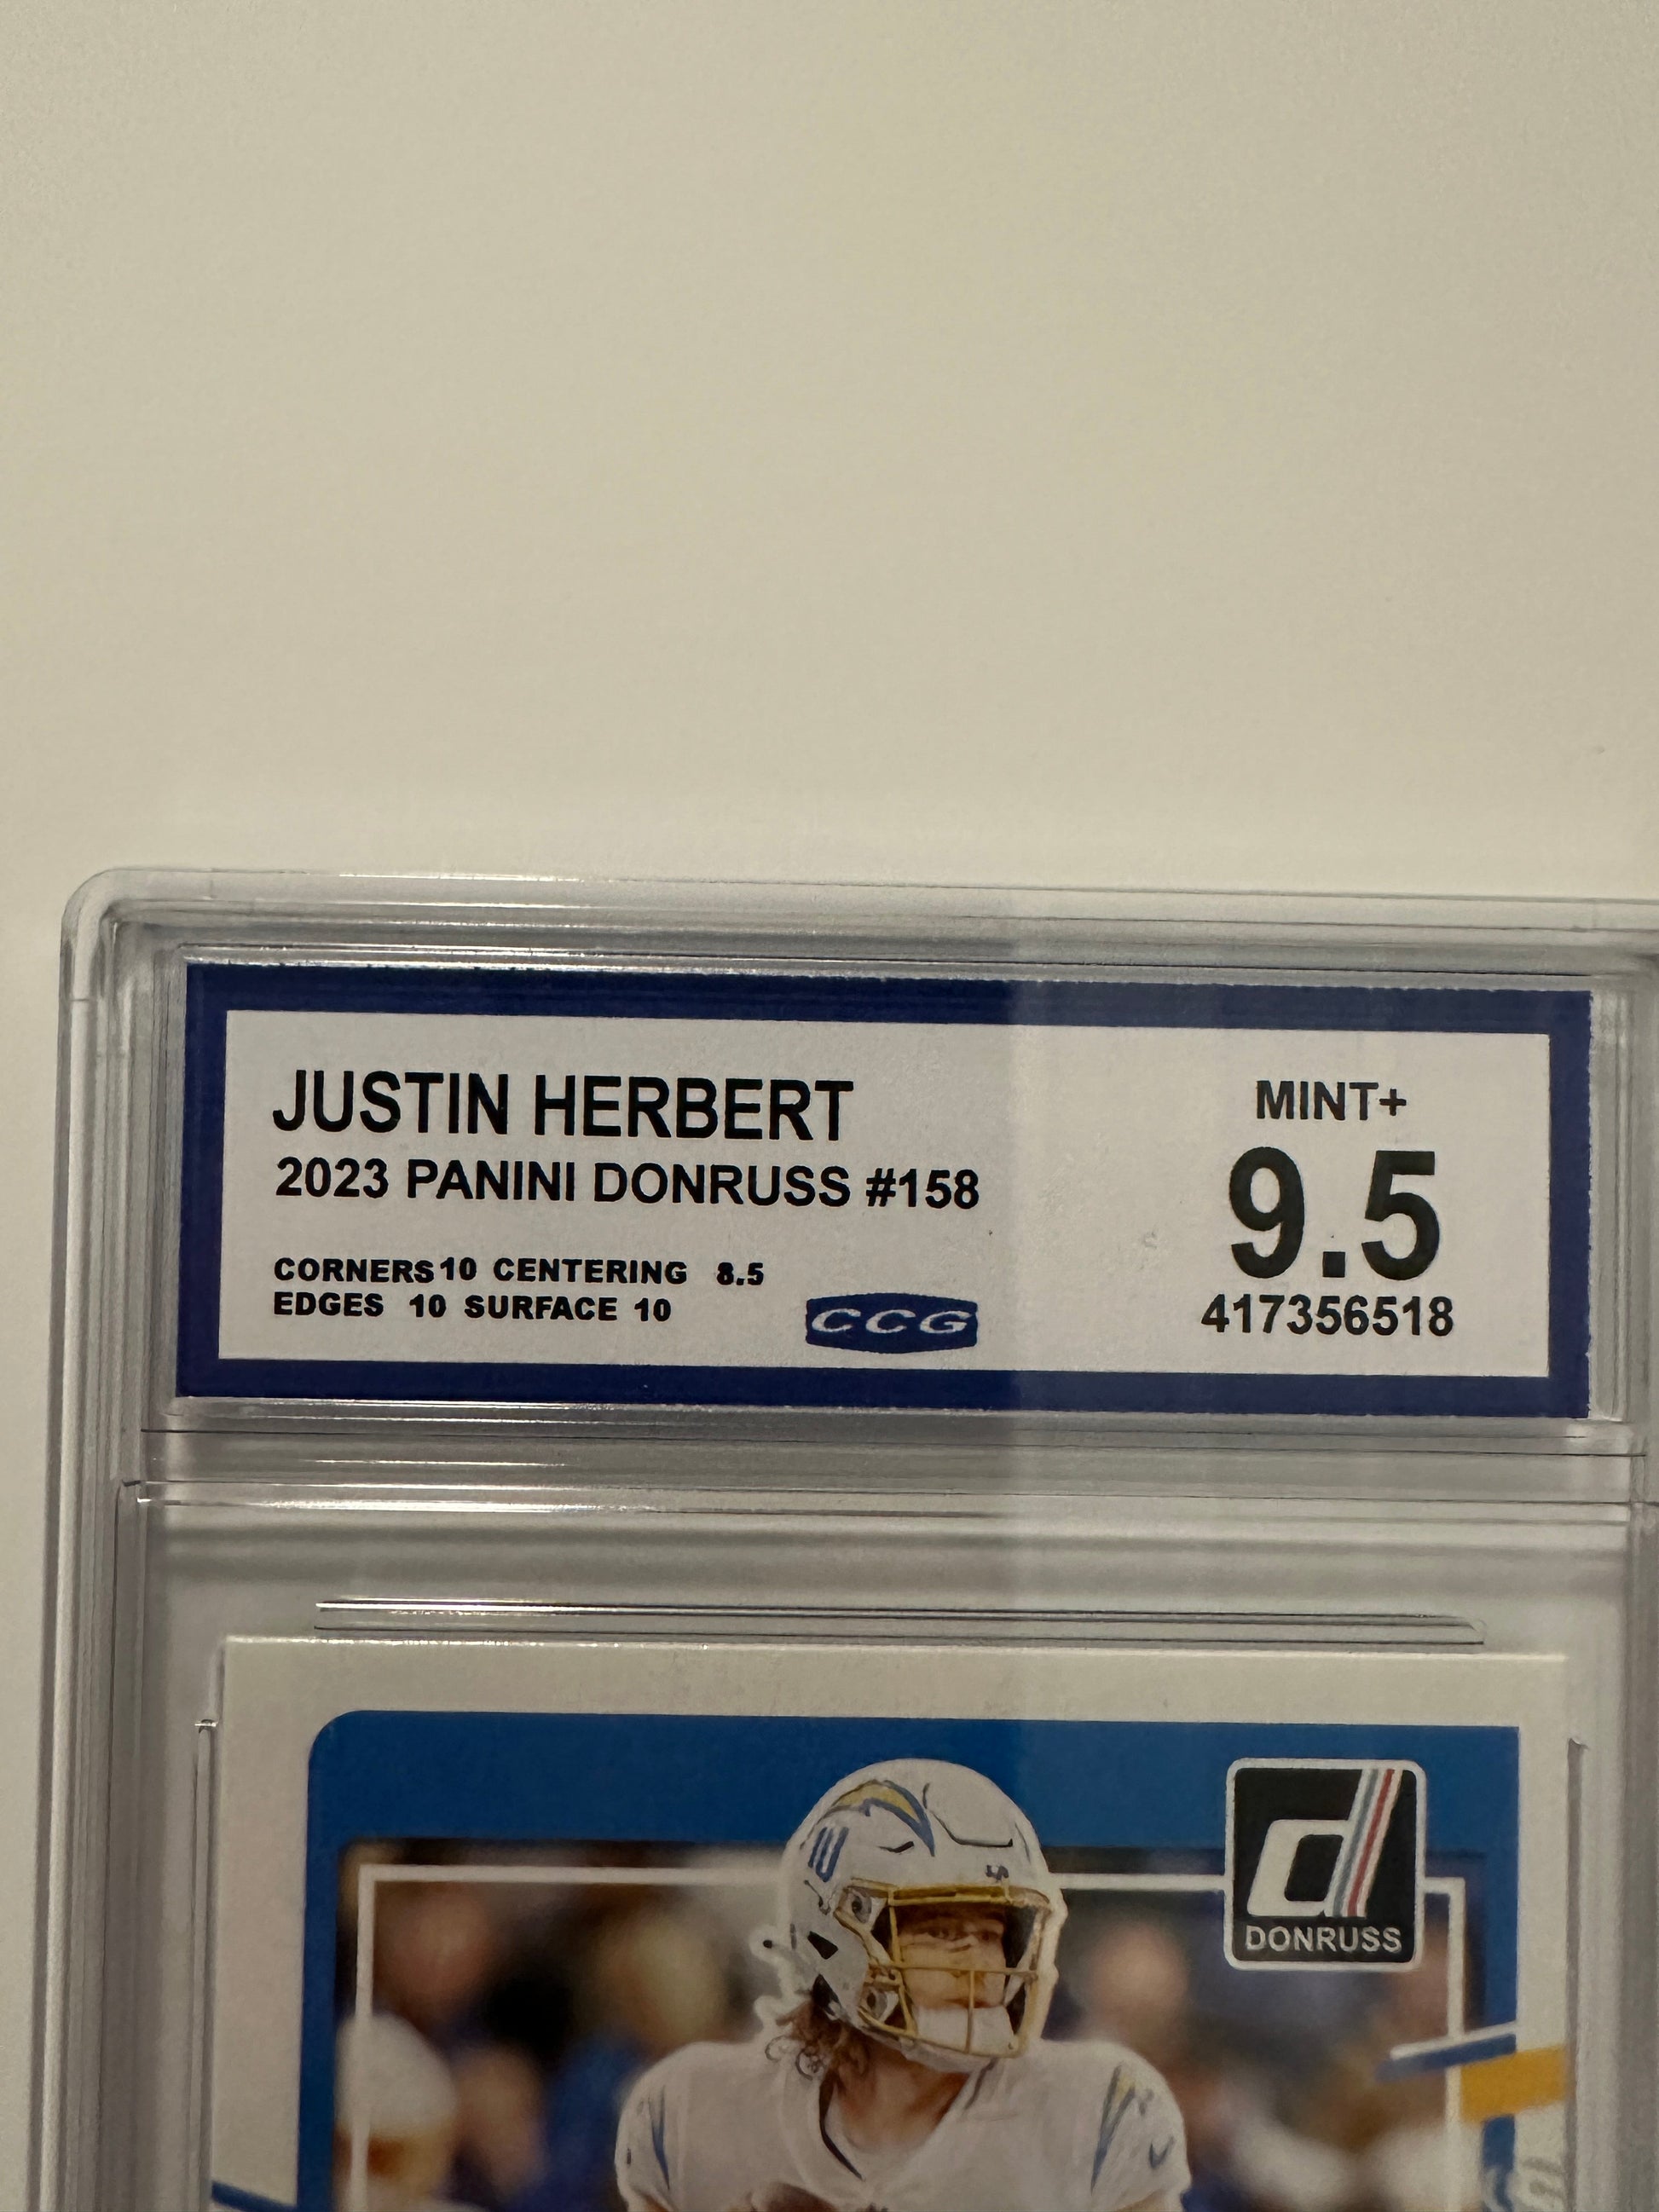 JUSTIN HERBERT
2023 PANINI DONRUSS #158
CORNERS 10 CENTERING 8.5
EDGES 10 SURFACE 10
CCG
MINT+
9.5
417356518
d
DONRUSS
10